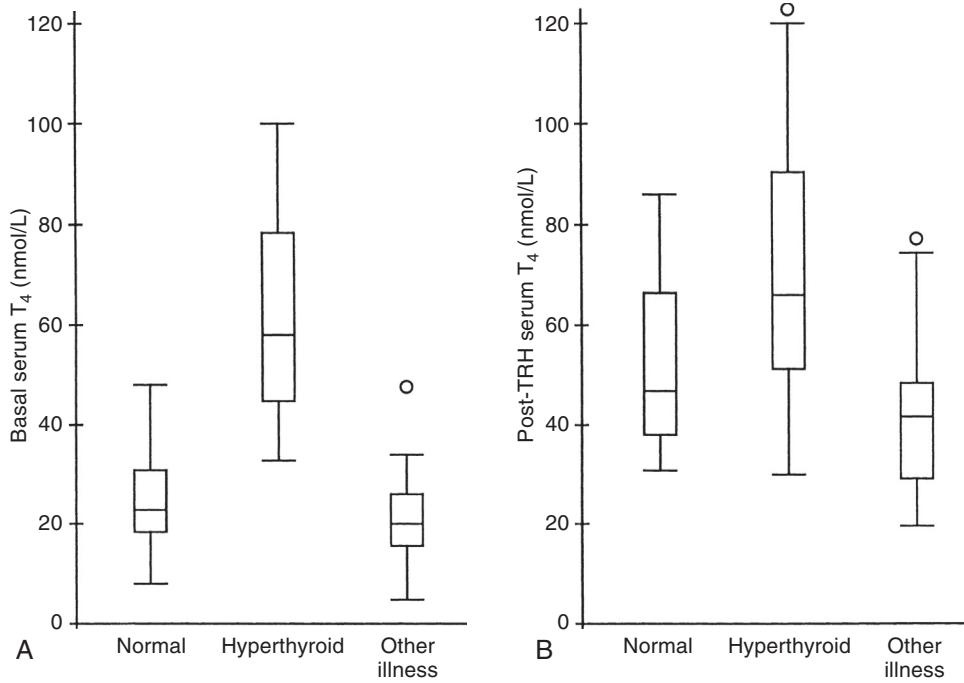 Basal serum T₄ (nmol/L)
120
100
80
60
40
20
0
Normal
Hyperthyroid
Other
illness
A
Post-TRH serum T₄ (nmol/L)
120
100
80
60
40
20
0
Normal
Hyperthyroid
Other
illness
B